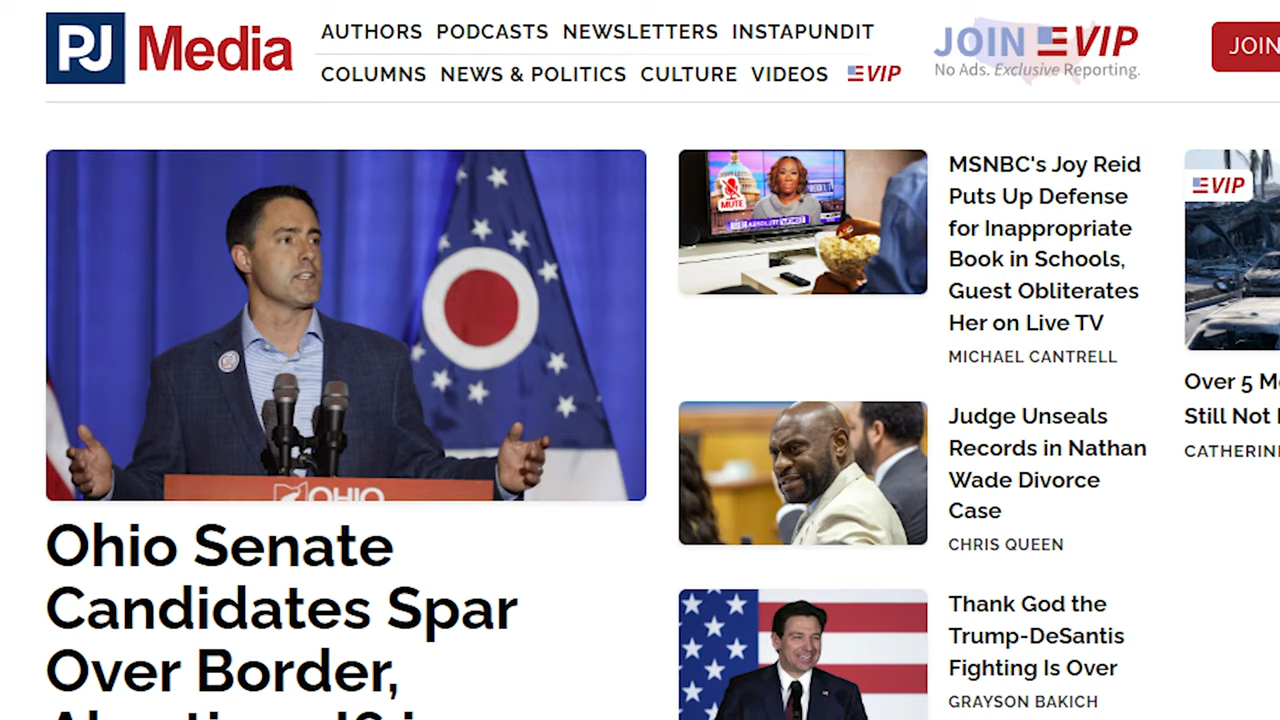 PJ Media
AUTHORS PODCASTS NEWSLETTERS INSTAPUNDIT
COLUMNS NEWS & POLITICS CULTURE VIDEOS VIP
JOIN VIP
No Ads. Exclusive Reporting.
JOIN
MUTE
OHIO
Ohio Senate
Candidates Spar
Over Border,
MSNBC's Joy Reid
Puts Up Defense
for Inappropriate
Book in Schools,
Guest Obliterates
Her on Live TV
MICHAEL CANTRELL
Judge Unseals
Records in Nathan
Wade Divorce
Case
CHRIS QUEEN
Thank God the
Trump-DeSantis
Fighting Is Over
GRAYSON BAKICH
VIP
Over 5
Still Not